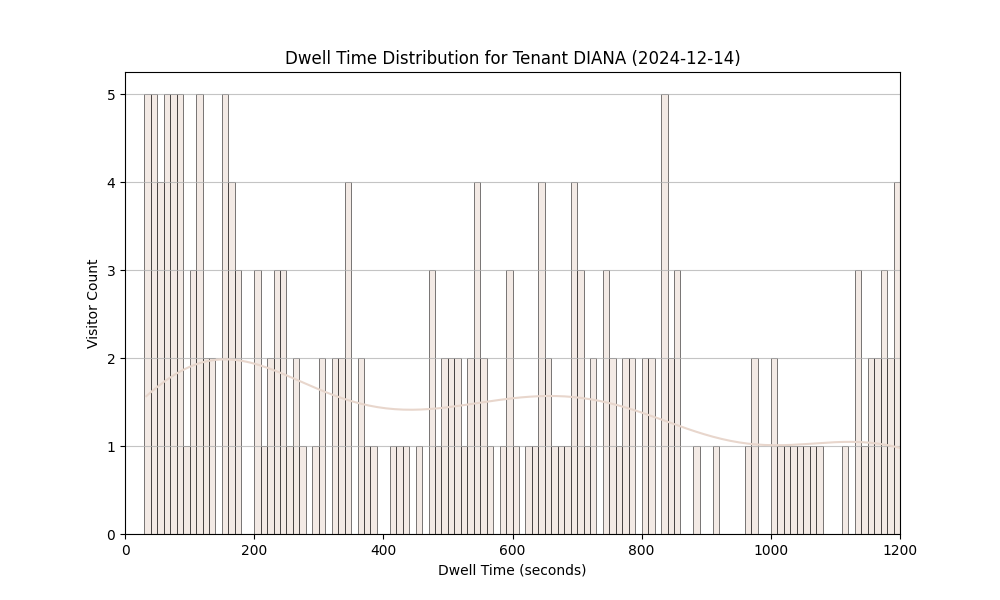 Dwell Time Distribution for Tenant DIANA (2024-12-14)
Visitor Count
5
4
3
2
1
0
0 200 400 600 800 1000 1200
Dwell Time (seconds)